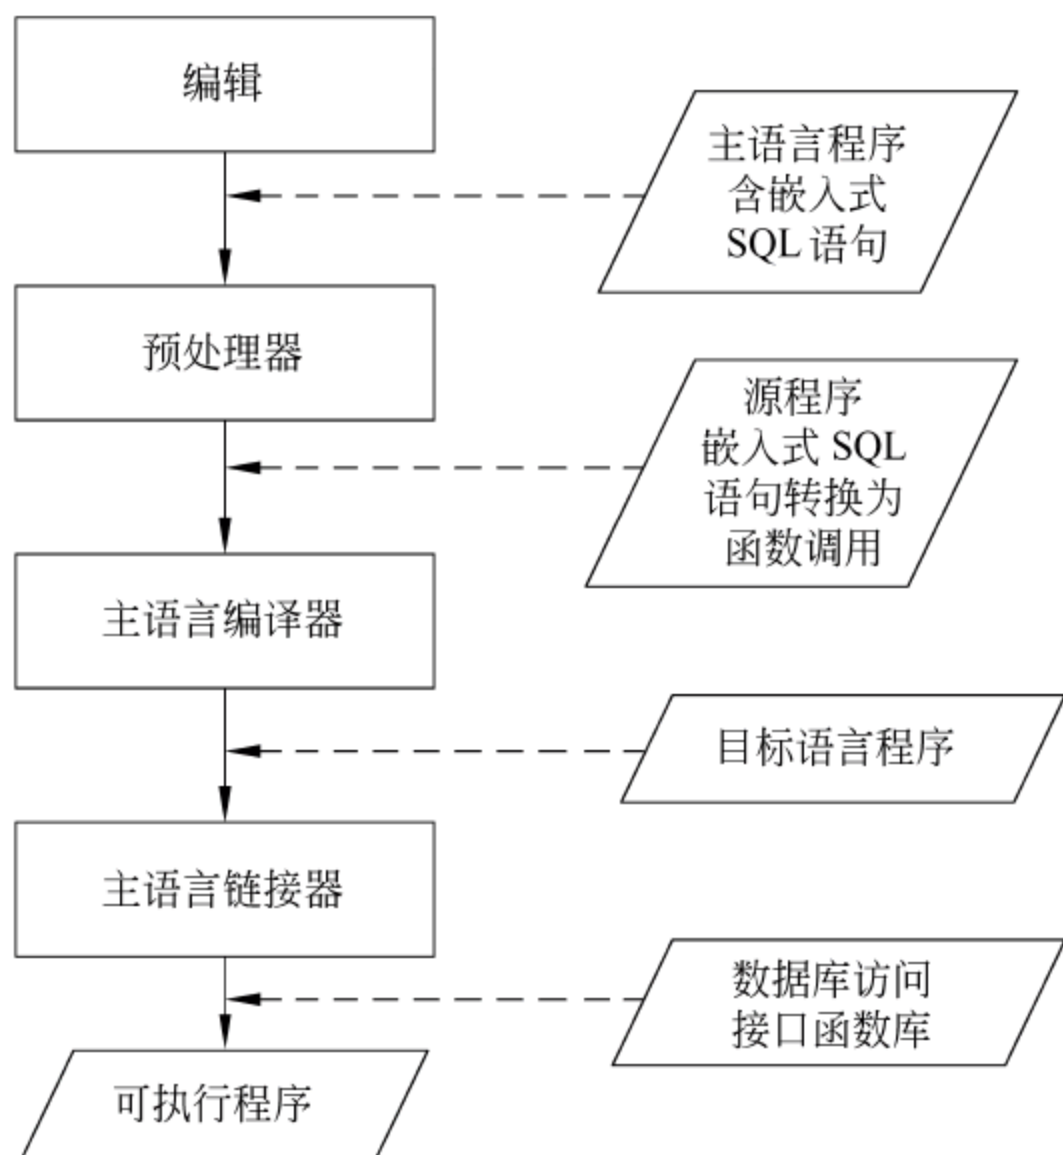 编辑
主语言程序
含嵌入式
SQL 语句
预处理器
源程序
嵌入式 SQL
语句转换为
函数调用
主语言编译器
目标语言程序
主语言链接器
数据库访问
接口函数库
可执行程序